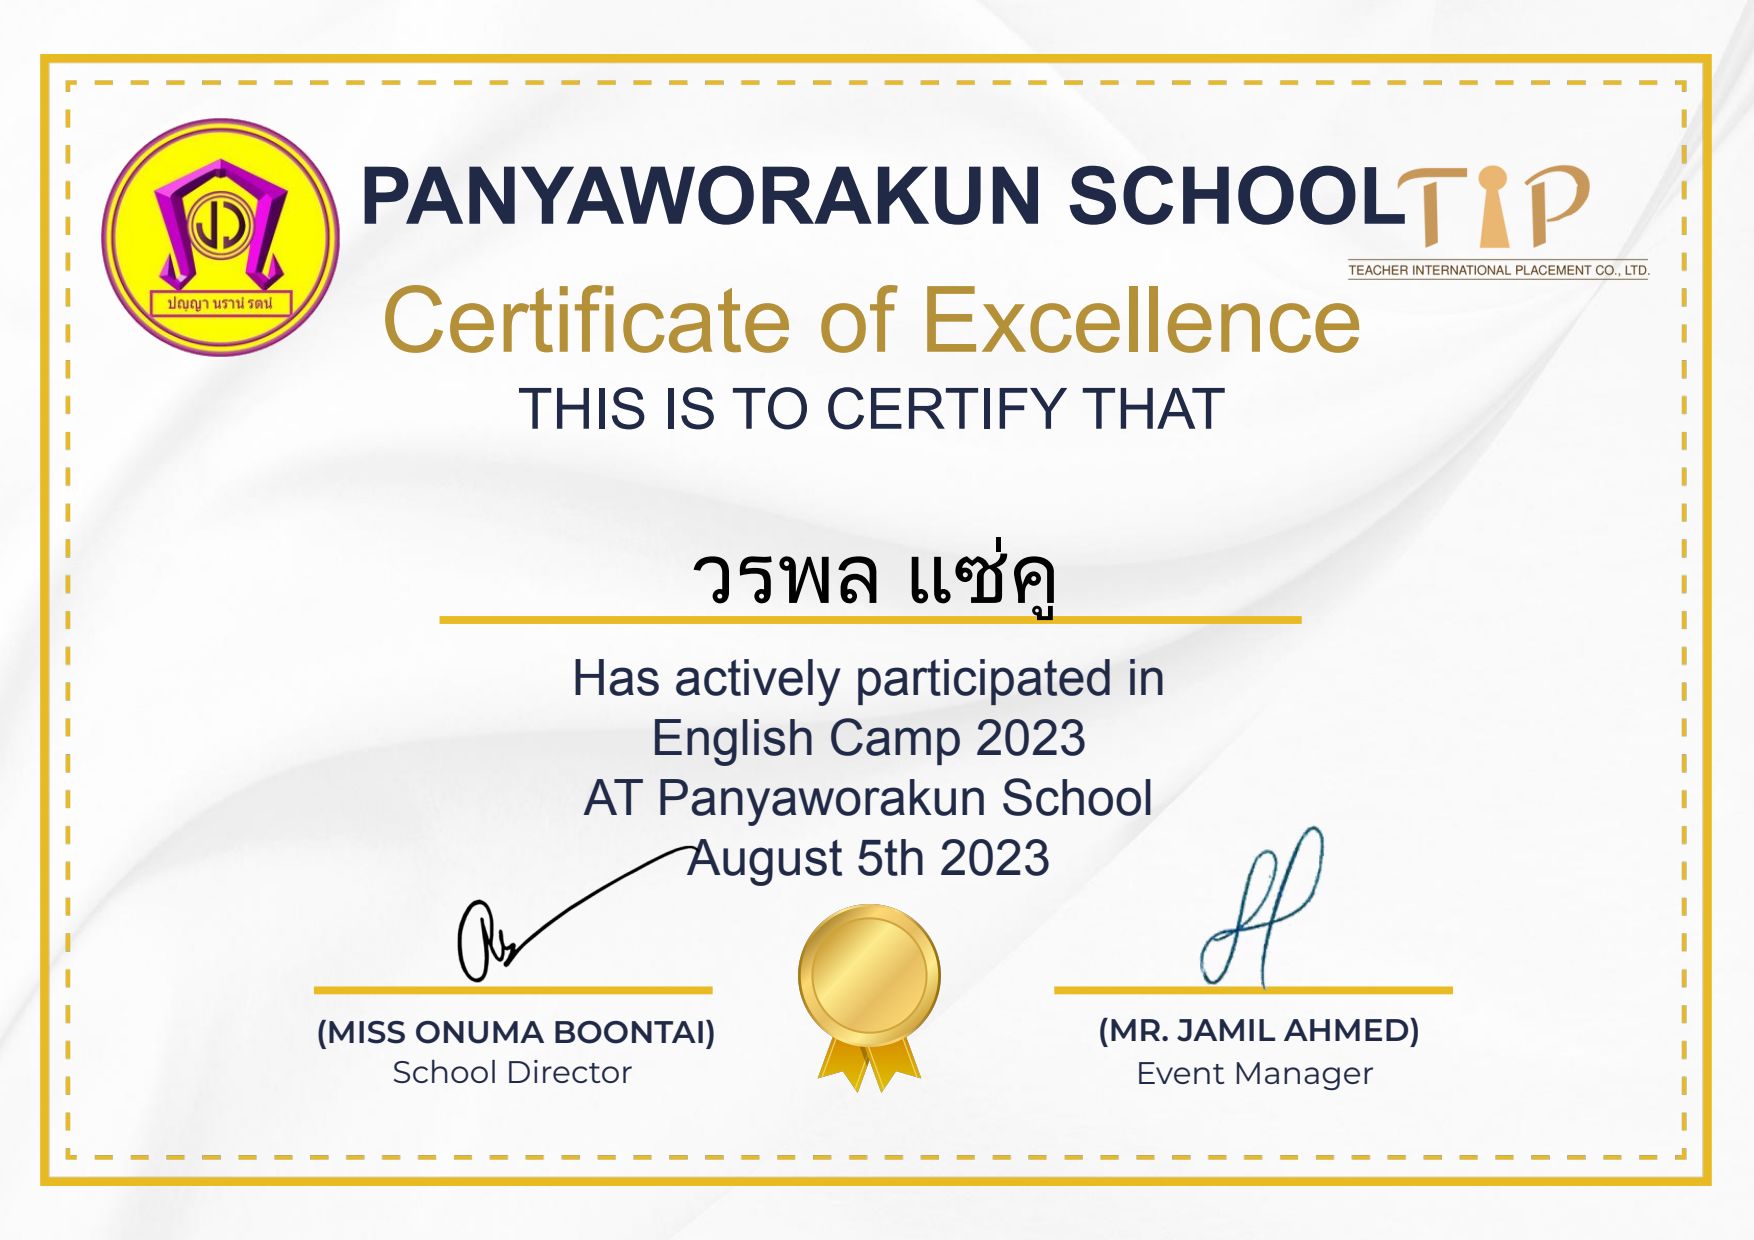 PANYAWORAKUN SCHOOL
TIP
TEACHER INTERNATIONAL PLACEMENT CO., LTD.
ปญญา นรานํ รตนํ
Certificate of Excellence
THIS IS TO CERTIFY THAT
วรพล แซ่คู
Has actively participated in
English Camp 2023
AT Panyaworakun School
August 5th 2023
(MISS ONUMA BOONTAI)
School Director
(MR. JAMIL AHMED)
Event Manager